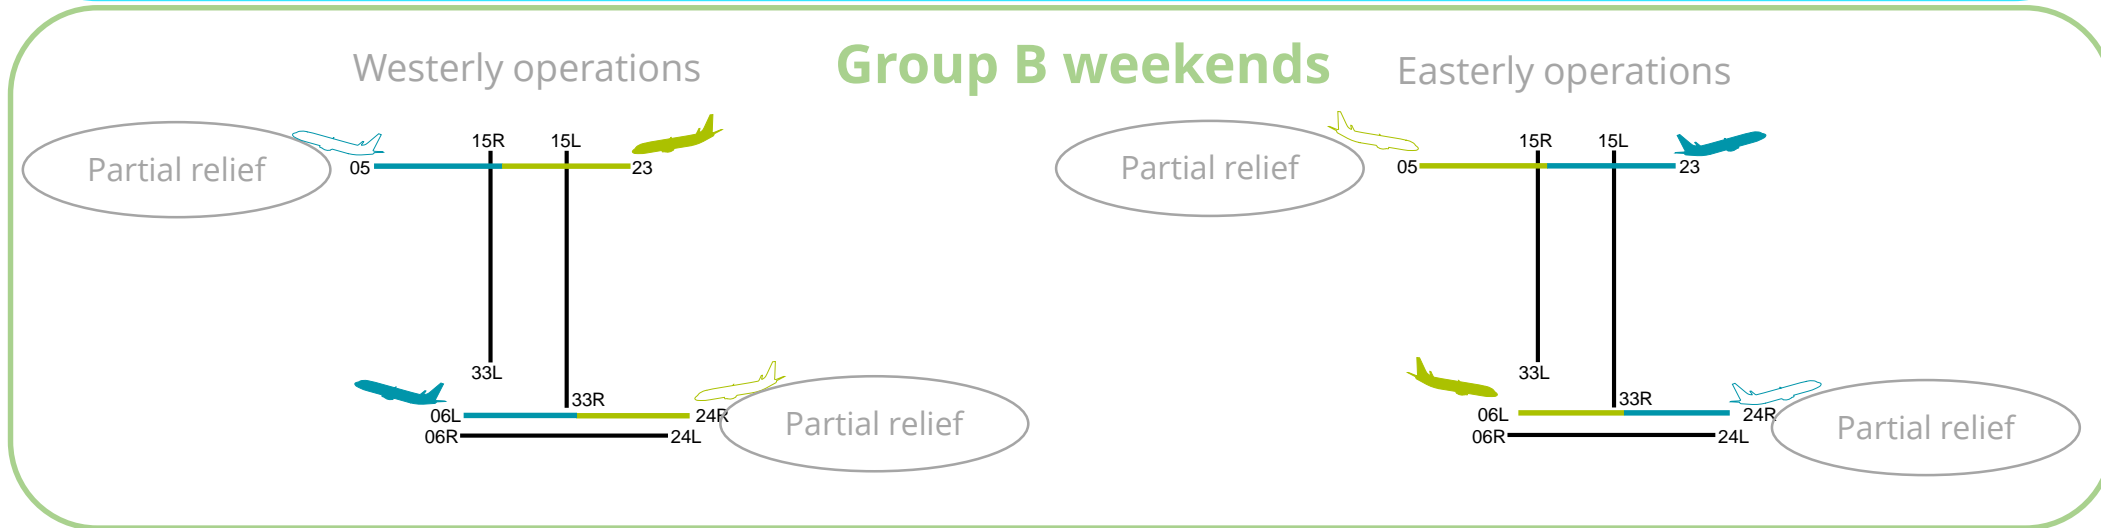 Group B weekends
Westerly operations
Partial relief
05
15R
15L
23
33L
33R
06L
24R
06R
24L
Partial relief
Easterly operations
Partial relief
05
15R
15L
23
33L
33R
06L
24R
06R
24L
Partial relief